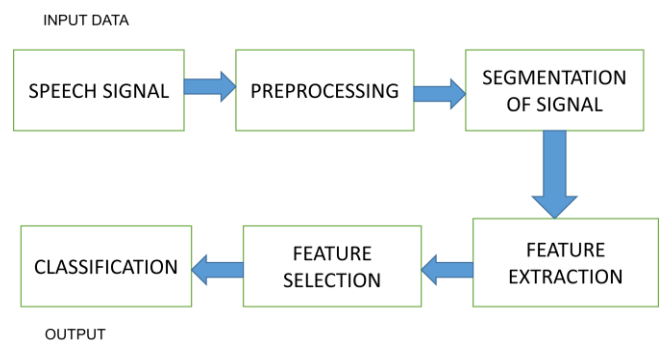 INPUT DATA
SPEECH SIGNAL
PREPROCESSING
SEGMENTATION
OF SIGNAL
FEATURE
EXTRACTION
FEATURE
SELECTION
CLASSIFICATION
OUTPUT